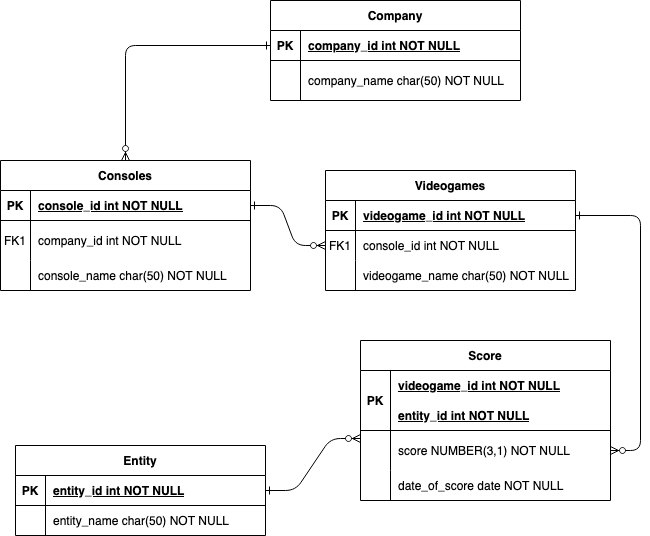 Company
PK company_id int NOT NULL
company_name char(50) NOT NULL
Consoles
PK console_id int NOT NULL
FK1 company_id int NOT NULL
console_name char(50) NOT NULL
Videogames
PK videogame_id int NOT NULL
FK1 console_id int NOT NULL
videogame_name char(50) NOT NULL
Score
PK
videogame_id int NOT NULL
entity_id int NOT NULL
score NUMBER(3,1) NOT NULL
date_of_score date NOT NULL
Entity
PK entity_id int NOT NULL
entity_name char(50) NOT NULL